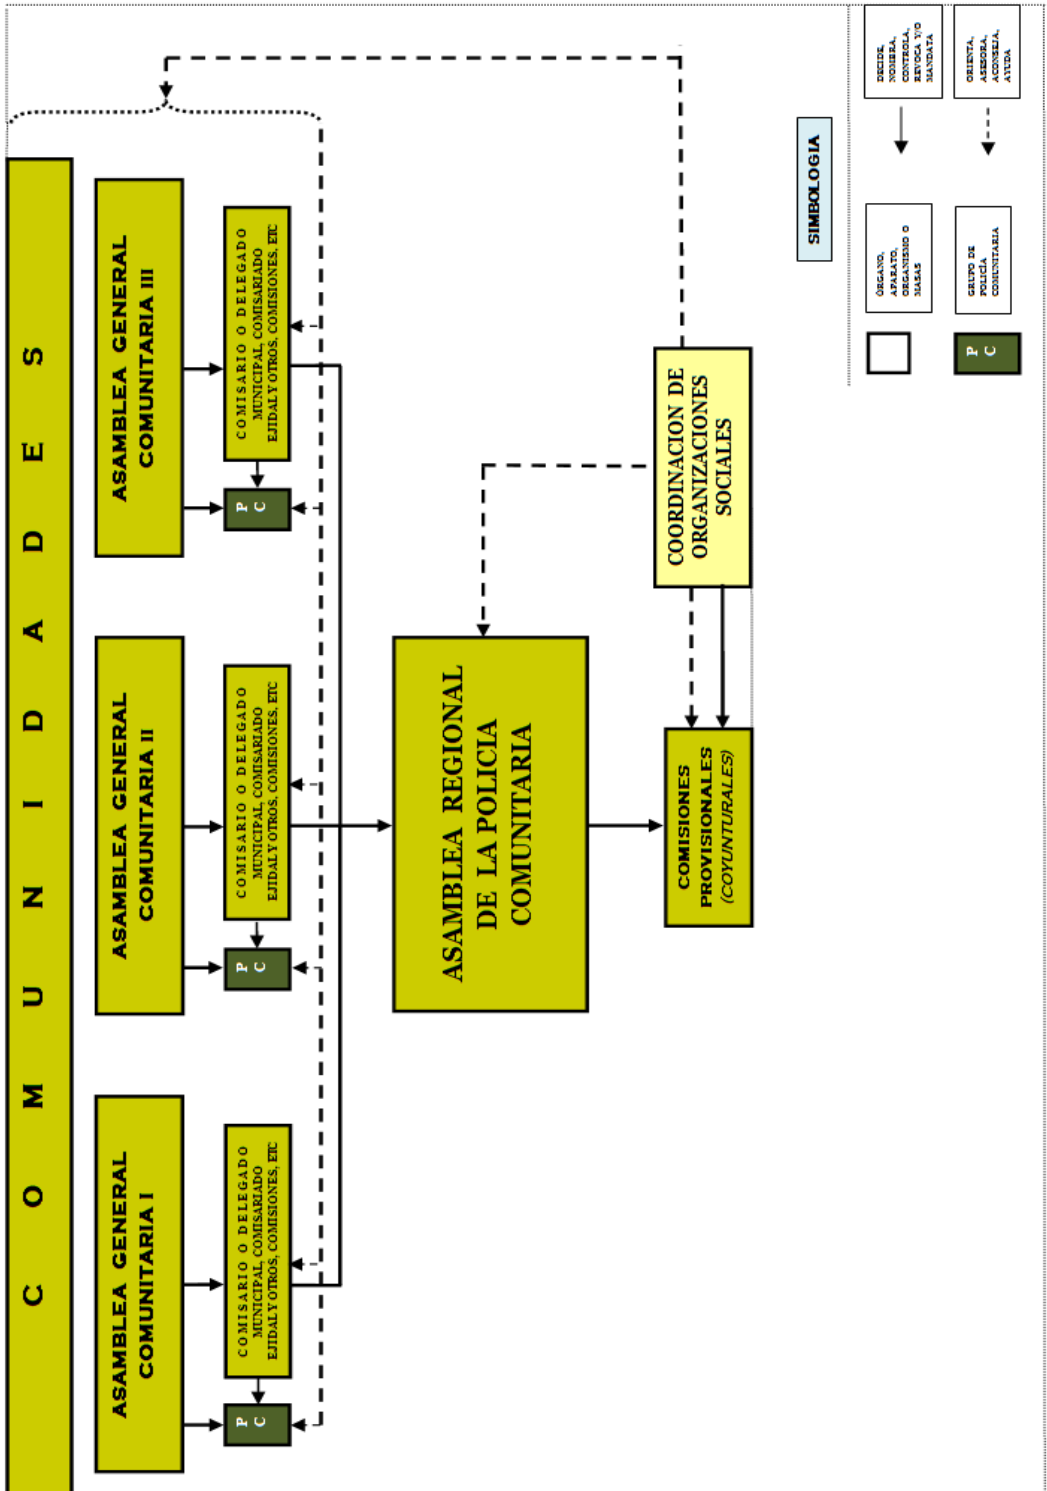 C O M U N I D A D E S
ASAMBLEA GENERAL
COMUNITARIA I
ASAMBLEA GENERAL
COMUNITARIA II
ASAMBLEA GENERAL
COMUNITARIA III
P
C
COMISARIO O DELEGADO
MUNICIPAL, COMISARIADO
EJIDAL Y OTROS, COMISIONES, ETC
P
C
COMISARIO O DELEGADO
MUNICIPAL, COMISARIADO
EJIDAL Y OTROS, COMISIONES, ETC
P
C
COMISARIO O DELEGADO
MUNICIPAL, COMISARIADO
EJIDAL Y OTROS, COMISIONES, ETC
ASAMBLEA REGIONAL
DE LA POLICIA
COMUNITARIA
COMISIONES
PROVISIONALES
(COYUNTURALES)
COORDINACION DE
ORGANIZACIONES
SOCIALES
SIMBOLOGIA
ÓRGANO,
APARATO,
ORGANISMO O
MASAS
DECIDE,
NOMBRA,
CONTROLA,
REVOCA Y/O
MANDATA
P
C
GRUPO DE
POLICÍA
COMUNITARIA
ORIENTA,
ASESORA,
ACONSEJA,
AYUDA